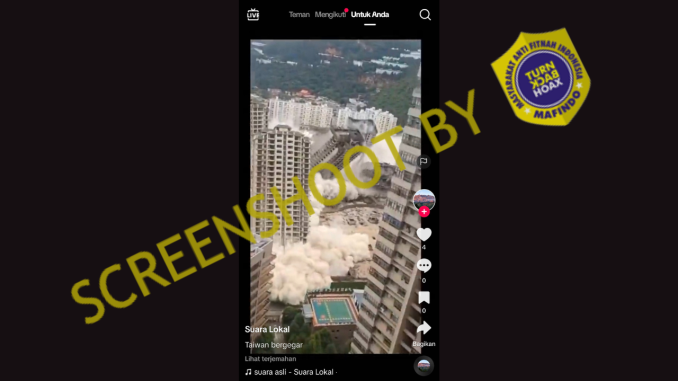 LIVE
Teman Mengikuti Untuk Anda
SCREENSHOOT BY
MASYARAKAT ANTI FITNAH INDONESIA
TURN
BACK
HOAX
MAFINDO
4
0
0
Bagikan
Suara Lokal
Taiwan bergegar
Lihat terjemahan
suara asli - Suara Lokal ·